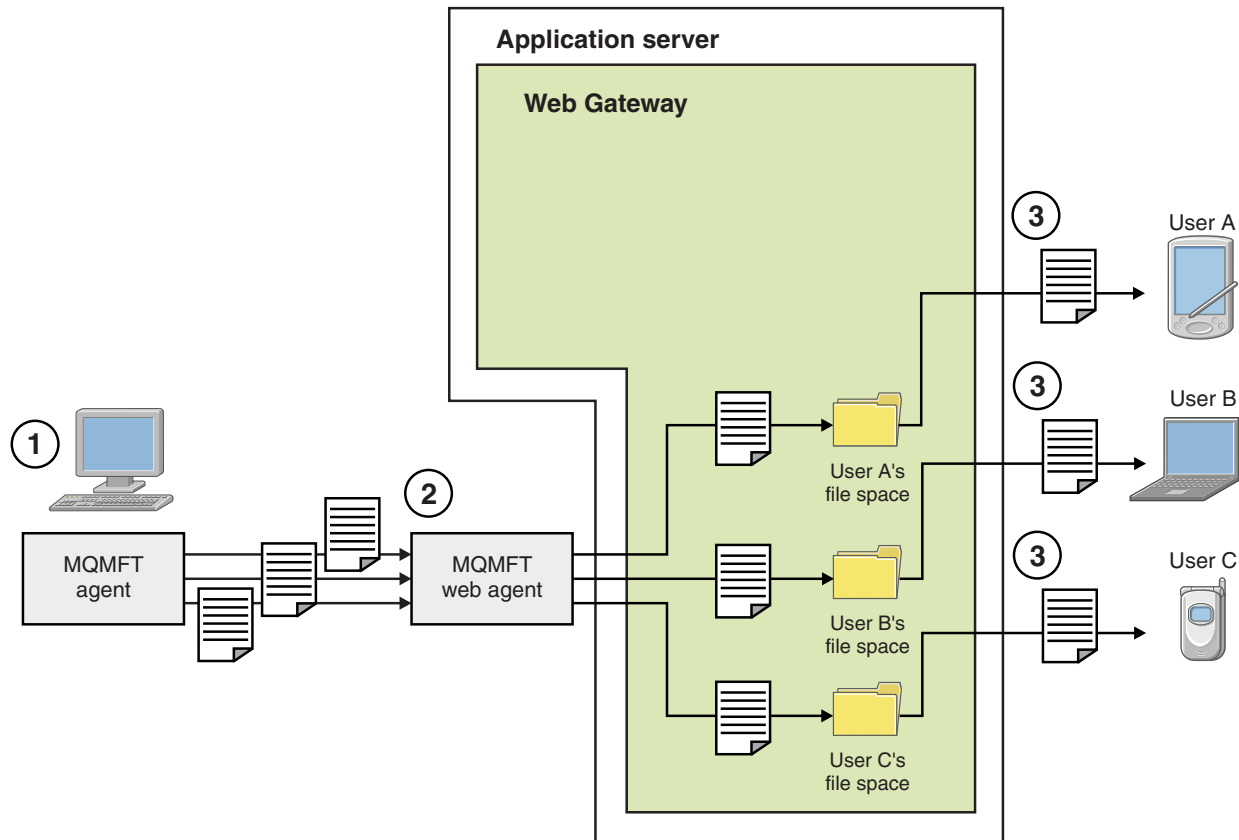 Application server
Web Gateway
3
User A
3
User B
1
User A's
file space
2
MQMFT
agent
MQMFT
web agent
3
User C
User B's
file space
User C's
file space